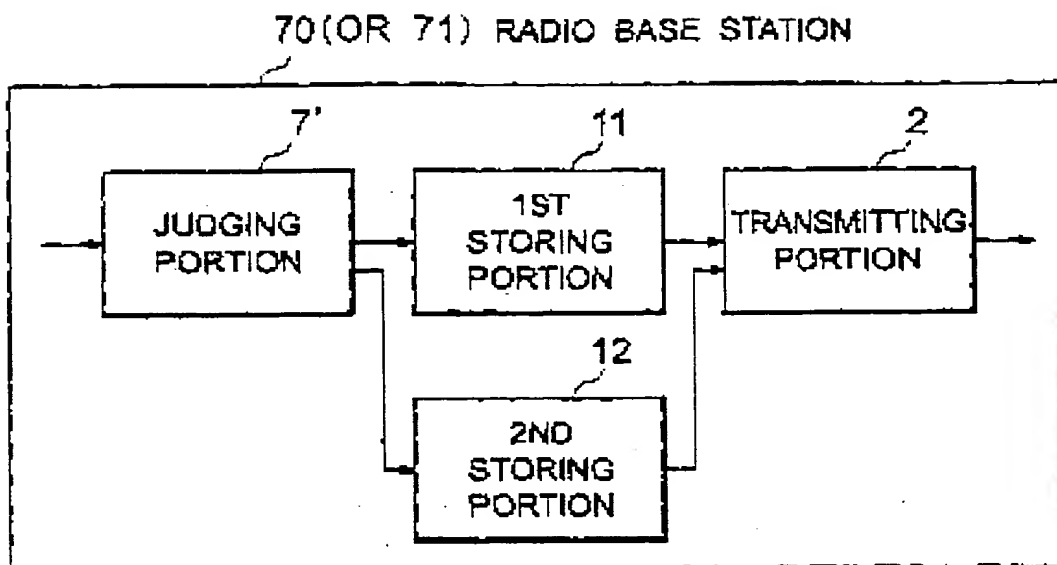 70(OR 71) RADIO BASE STATION
7'
11
2
JUDGING
PORTION
1ST
STORING
PORTION
TRANSMITTING
PORTION
12
2ND
STORING
PORTION